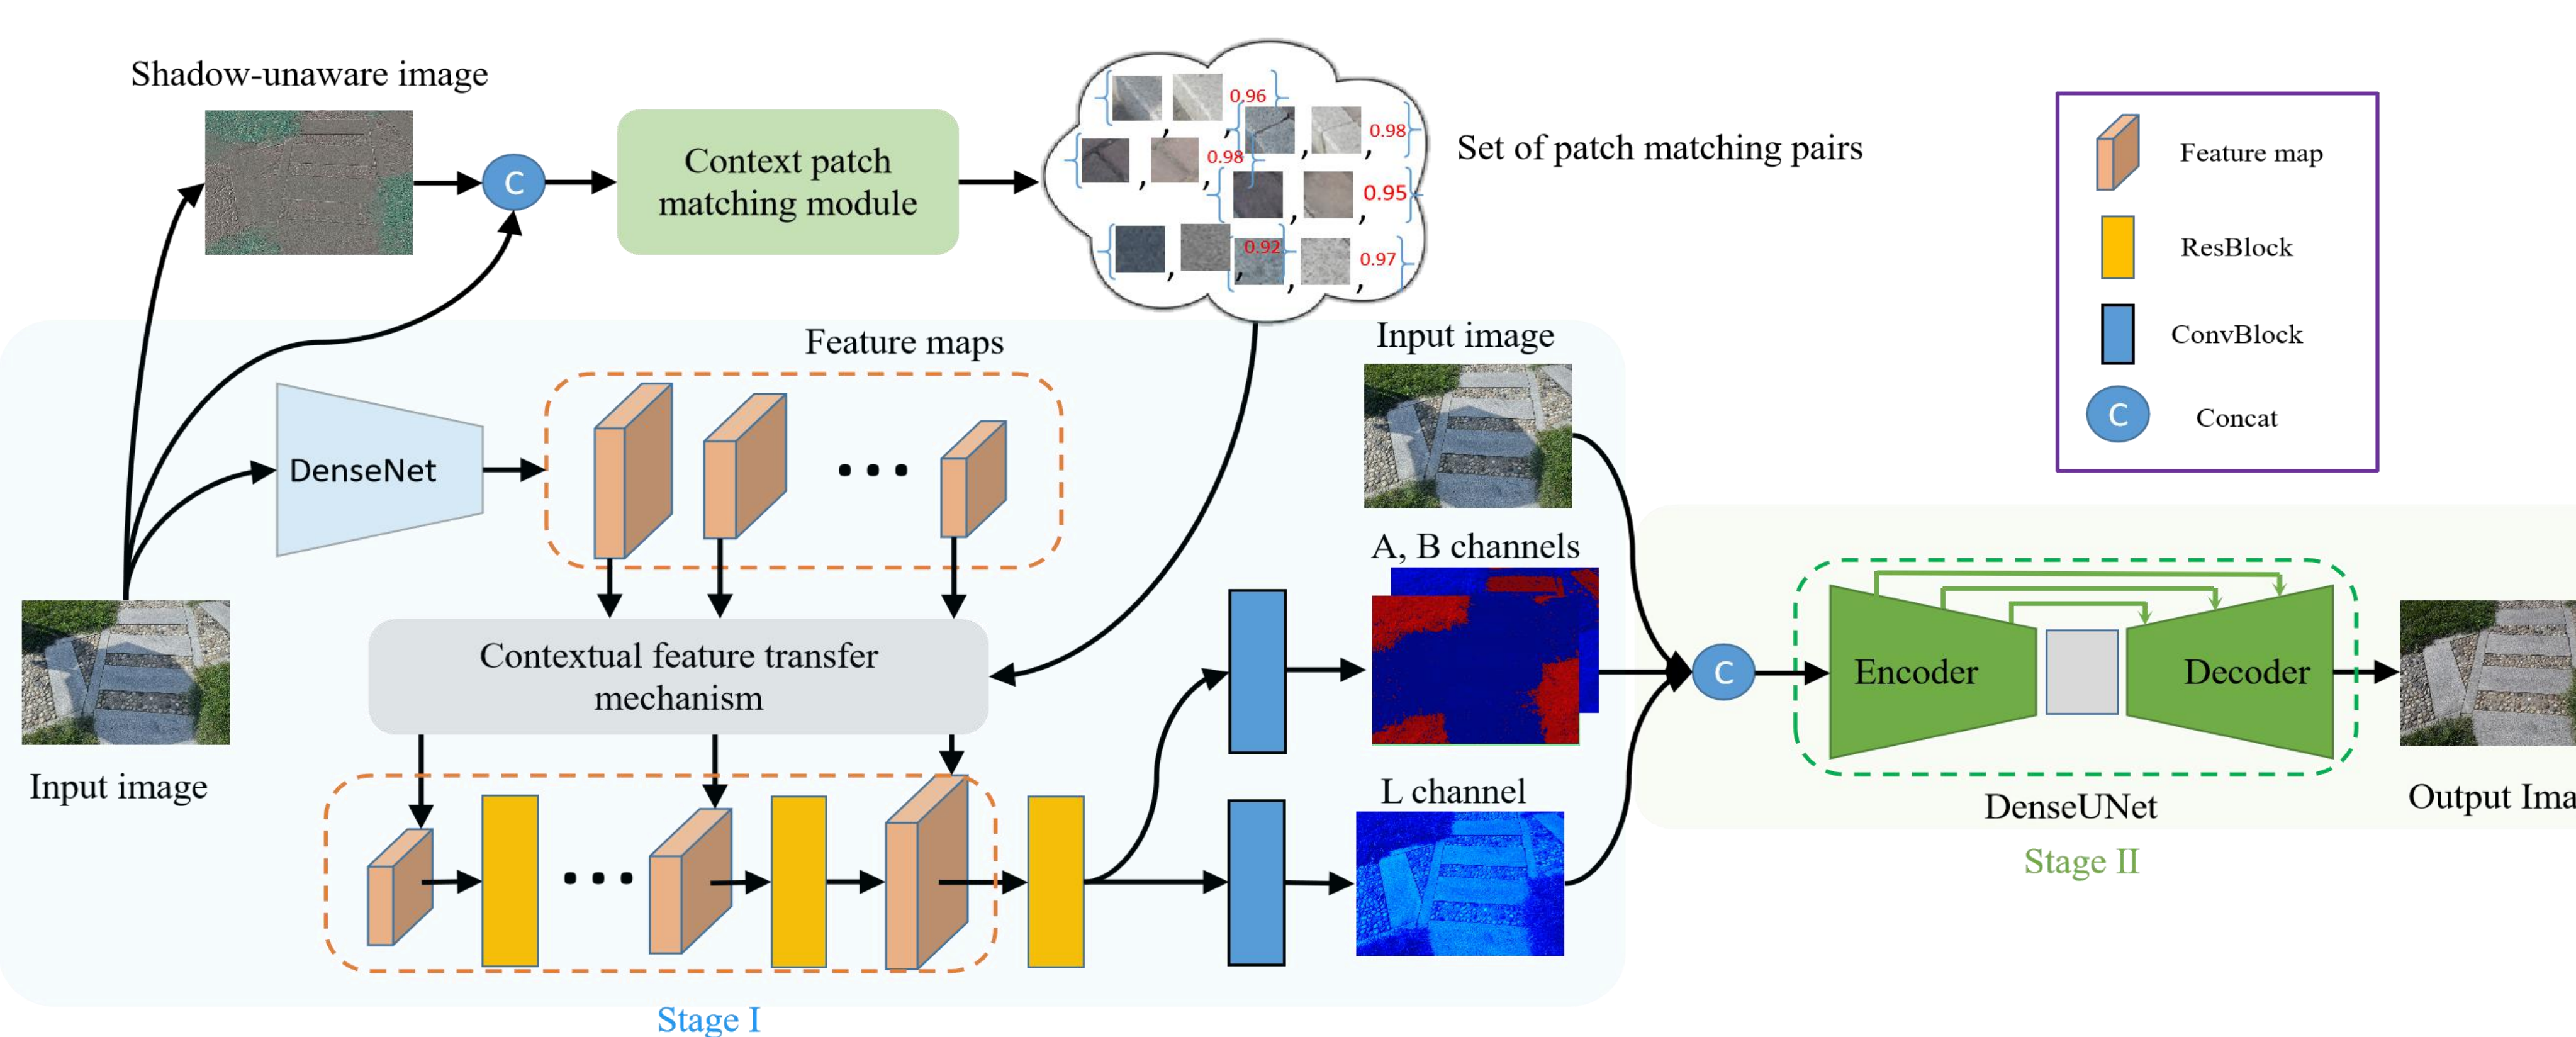 Shadow-unaware image
C
Context patch
matching module
0.96
0.98
0.98
0.95
0.92
0.97
Set of patch matching pairs
Feature map
ResBlock
ConvBlock
C
Concat
Feature maps
DenseNet
Input image
Contextual feature transfer
mechanism
Input image
A, B channels
L channel
C
Encoder
Decoder
DenseUNet
Stage II
Output Ima
Stage I